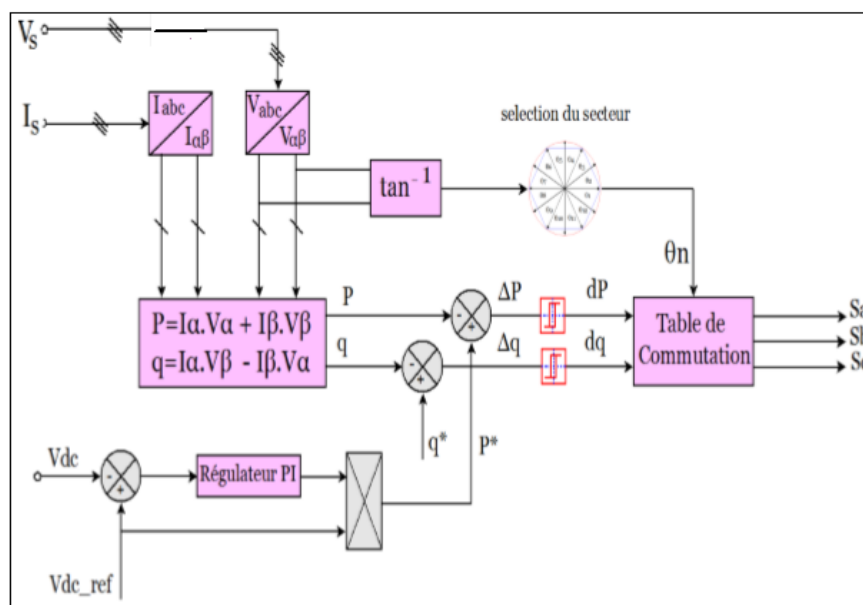 Vs
Is
Iabc
Iαβ
Vabc
Vαβ
selection du secteur
tan⁻¹
θn
P
q
ΔP
dP
Δq
dq
P=Iα.Vα + Iβ.Vβ
q=Iα.Vβ - Iβ.Vα
Table de
Commutation
Sa
q*
P*
Vdc
Régulateur PI
Vdc_ref
-
+
-
+
-
+